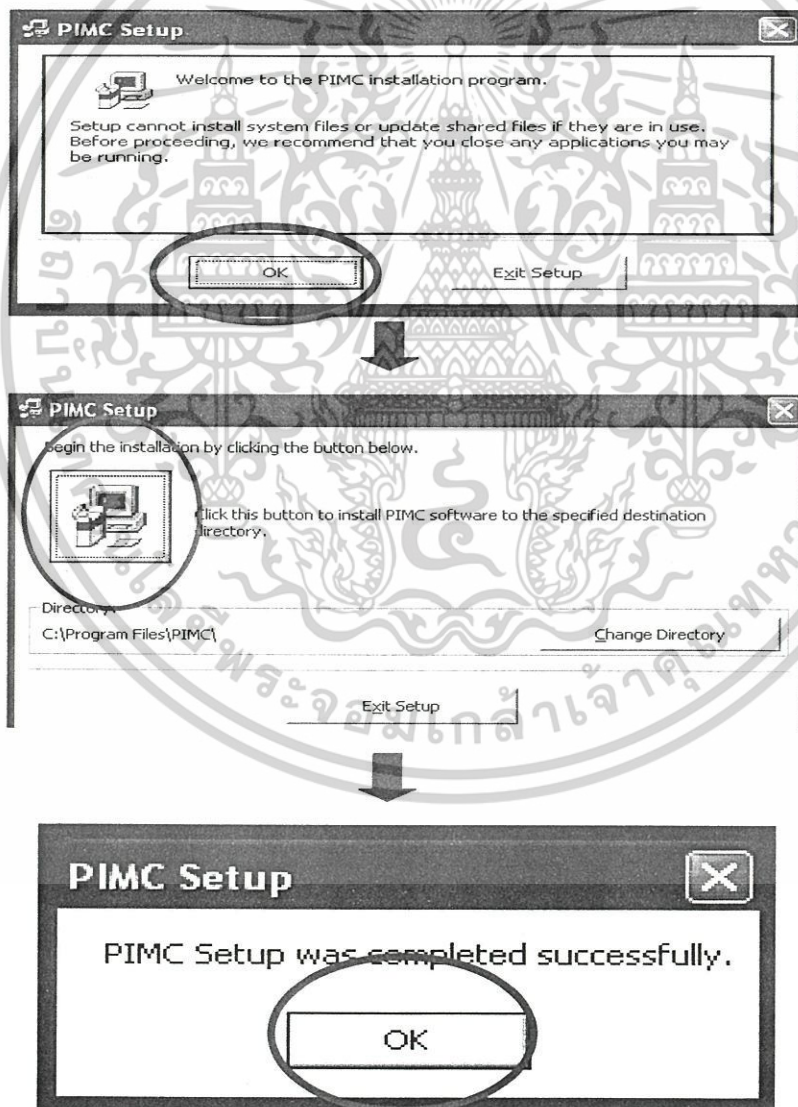 PIMC Setup
Welcome to the PIMC installation program.
Setup cannot install system files or update shared files if they are in use.
Before proceeding, we recommend that you close any applications you may
be running.
OK
Exit Setup
PIMC Setup
Begin the installation by clicking the button below.
Click this button to install PIMC software to the specified destination
directory.
Directory:
C:\Program Files\PIMC\
Change Directory
Exit Setup
PIMC Setup
PIMC Setup was completed successfully.
OK